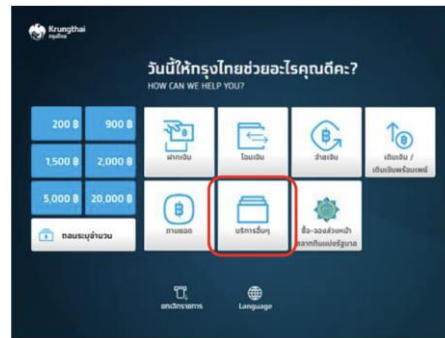 Krungthai
กรุงไทย
วันนี้ให้กรุงไทยช่วยอะไรคุณดีคะ?
HOW CAN WE HELP YOU?
200 ฿
900 ฿
1,500 ฿
2,000 ฿
5,000 ฿
20,000 ฿
ถอนระบุจำนวน
ฝากเงิน
โอนเงิน
จ่ายเงิน
เติมเงิน /
เติมเงินพร้อมเพย์
ถามยอด
บริการอื่นๆ
ซื้อ-จองล่วงหน้า
สลากกินแบ่งรัฐบาล
ยกเลิกรายการ
Language